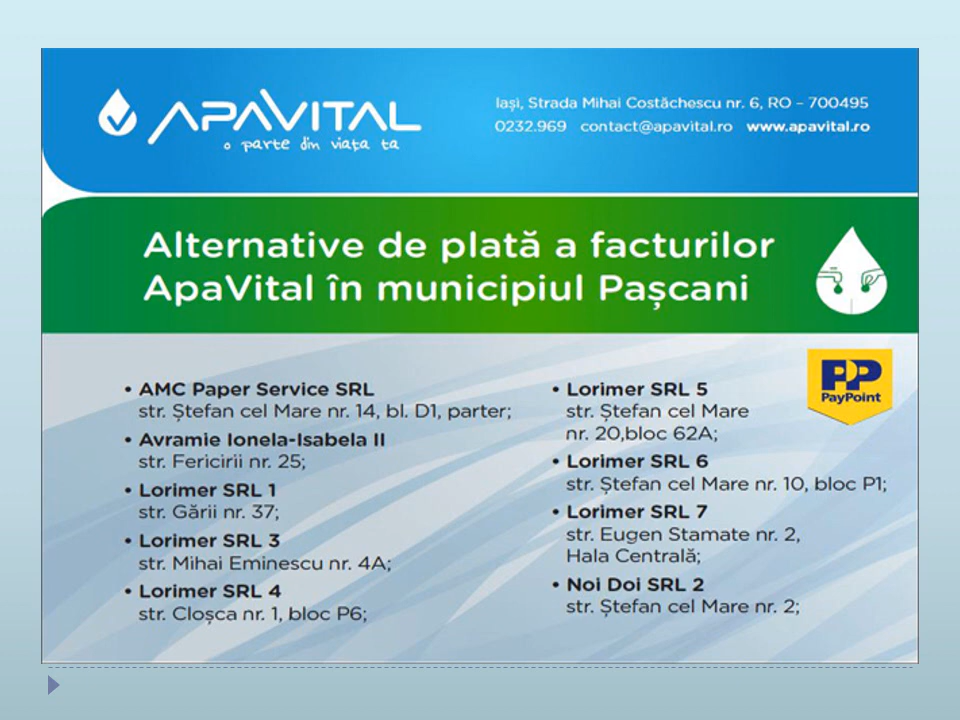 APAVITAL
o parte din viața ta
Iași, Strada Mihai Costăchescu nr. 6, RO – 700495
0232.969 contact@apavital.ro www.apavital.ro
Alternative de plată a facturilor
ApaVital în municipiul Pașcani
• AMC Paper Service SRL
str. Ștefan cel Mare nr. 14, bl. D1, parter;
• Avramie Ionela-Isabela II
str. Fericirii nr. 25;
• Lorimer SRL 1
str. Gării nr. 37;
• Lorimer SRL 3
str. Mihai Eminescu nr. 4A;
• Lorimer SRL 4
str. Cloșca nr. 1, bloc P6;
• Lorimer SRL 5
str. Ștefan cel Mare
nr. 20,bloc 62A;
• Lorimer SRL 6
str. Ștefan cel Mare nr. 10, bloc P1;
• Lorimer SRL 7
str. Eugen Stamate nr. 2,
Hala Centrală;
• Noi Doi SRL 2
str. Ștefan cel Mare nr. 2;
PP
PayPoint